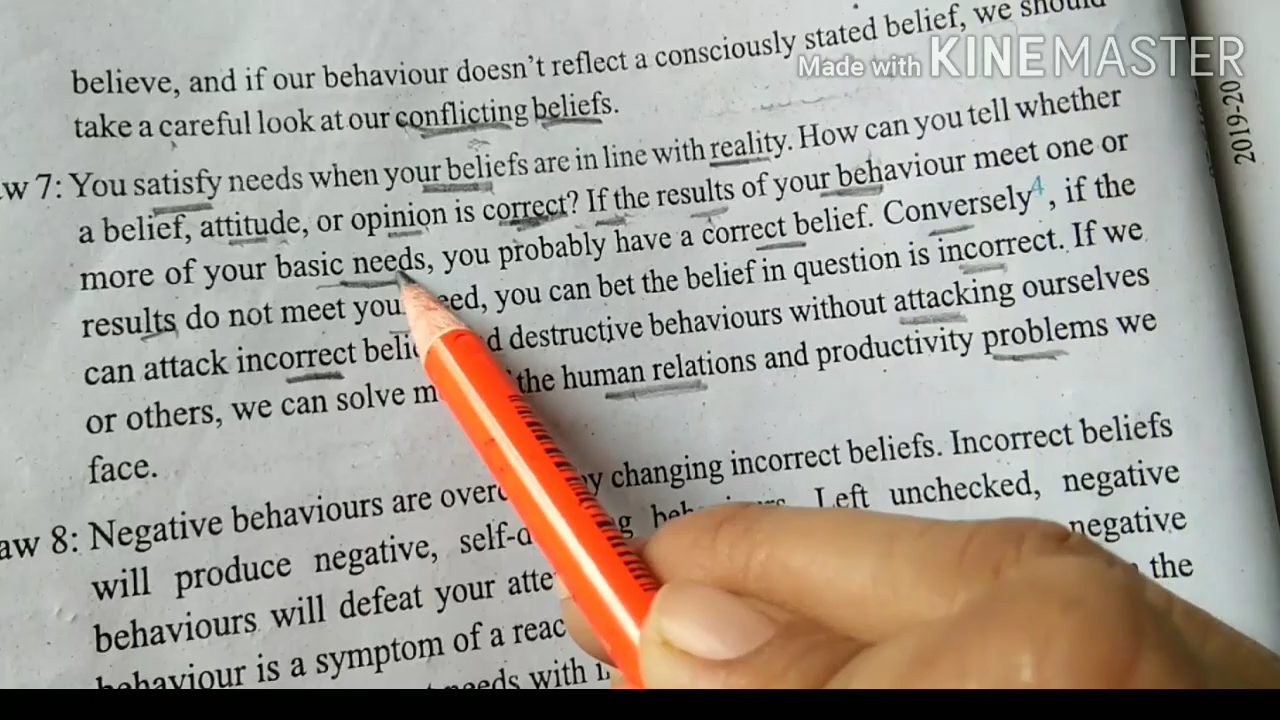 believe, and if our behaviour doesn't reflect a consciously stated belief, we should
Made with KINEMASTER
take a careful look at our conflicting beliefs.
2019-20
w 7: You satisfy needs when your beliefs are in line with reality. How can you tell whether
a belief, attitude, or opinion is correct? If the results of your behaviour meet one or
more of your basic needs, you probably have a correct belief. Conversely4, if the
results do not meet you eed, you can bet the belief in question is incorrect. If we
can attack incorrect beli d destructive behaviours without attacking ourselves
or others, we can solve m the human relations and productivity problems we
face.
aw 8: Negative behaviours are over y changing incorrect beliefs. Incorrect beliefs
will produce negative, self-d g Left unchecked, negative
behaviours will defeat your atte negative
behaviour is a symptom of a reac the
needs with